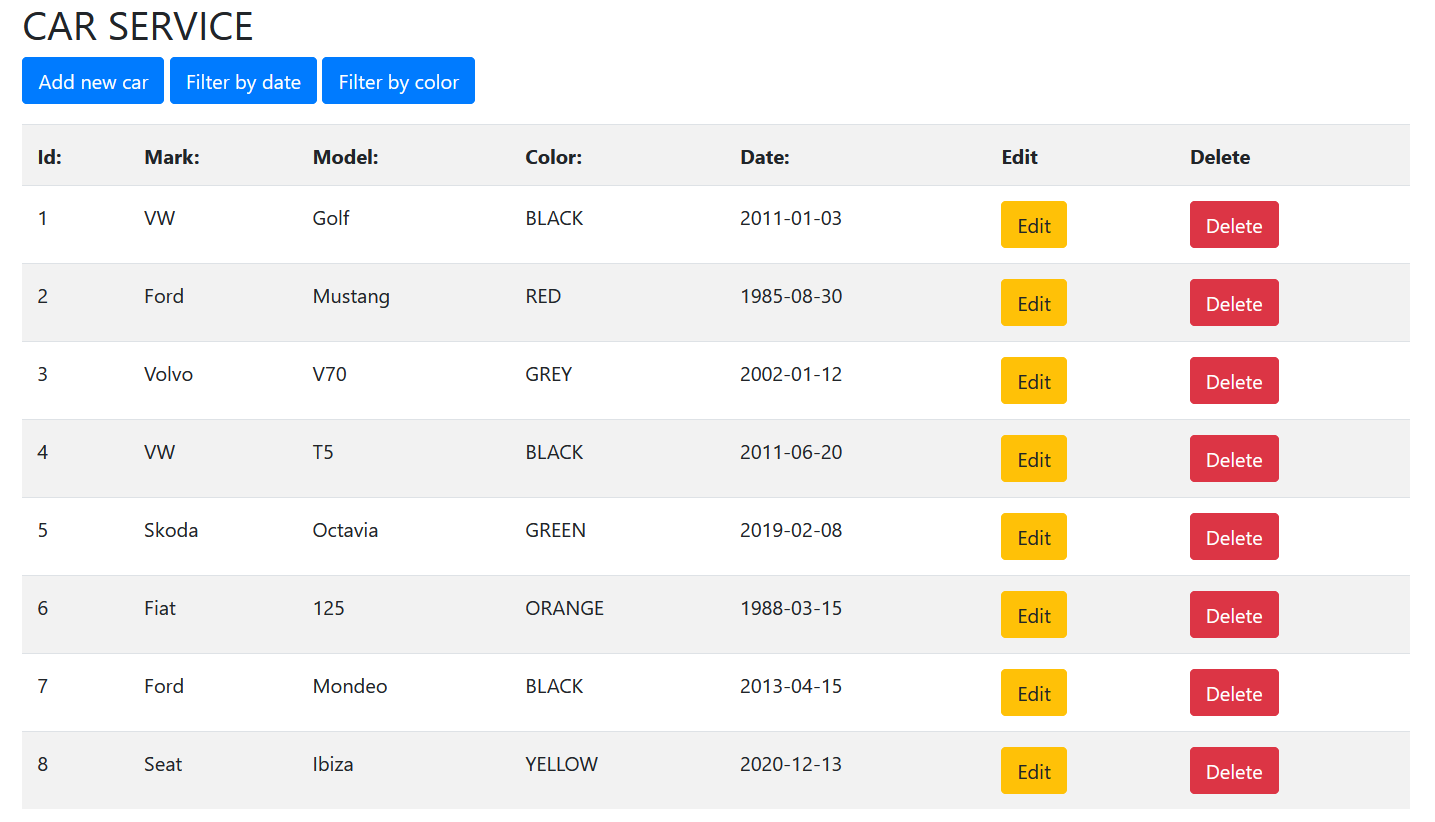 CAR SERVICE
Add new car Filter by date Filter by color
Id: Mark: Model: Color: Date: Edit Delete
1 VW Golf BLACK 2011-01-03 Edit Delete
2 Ford Mustang RED 1985-08-30 Edit Delete
3 Volvo V70 GREY 2002-01-12 Edit Delete
4 VW T5 BLACK 2011-06-20 Edit Delete
5 Skoda Octavia GREEN 2019-02-08 Edit Delete
6 Fiat 125 ORANGE 1988-03-15 Edit Delete
7 Ford Mondeo BLACK 2013-04-15 Edit Delete
8 Seat Ibiza YELLOW 2020-12-13 Edit Delete